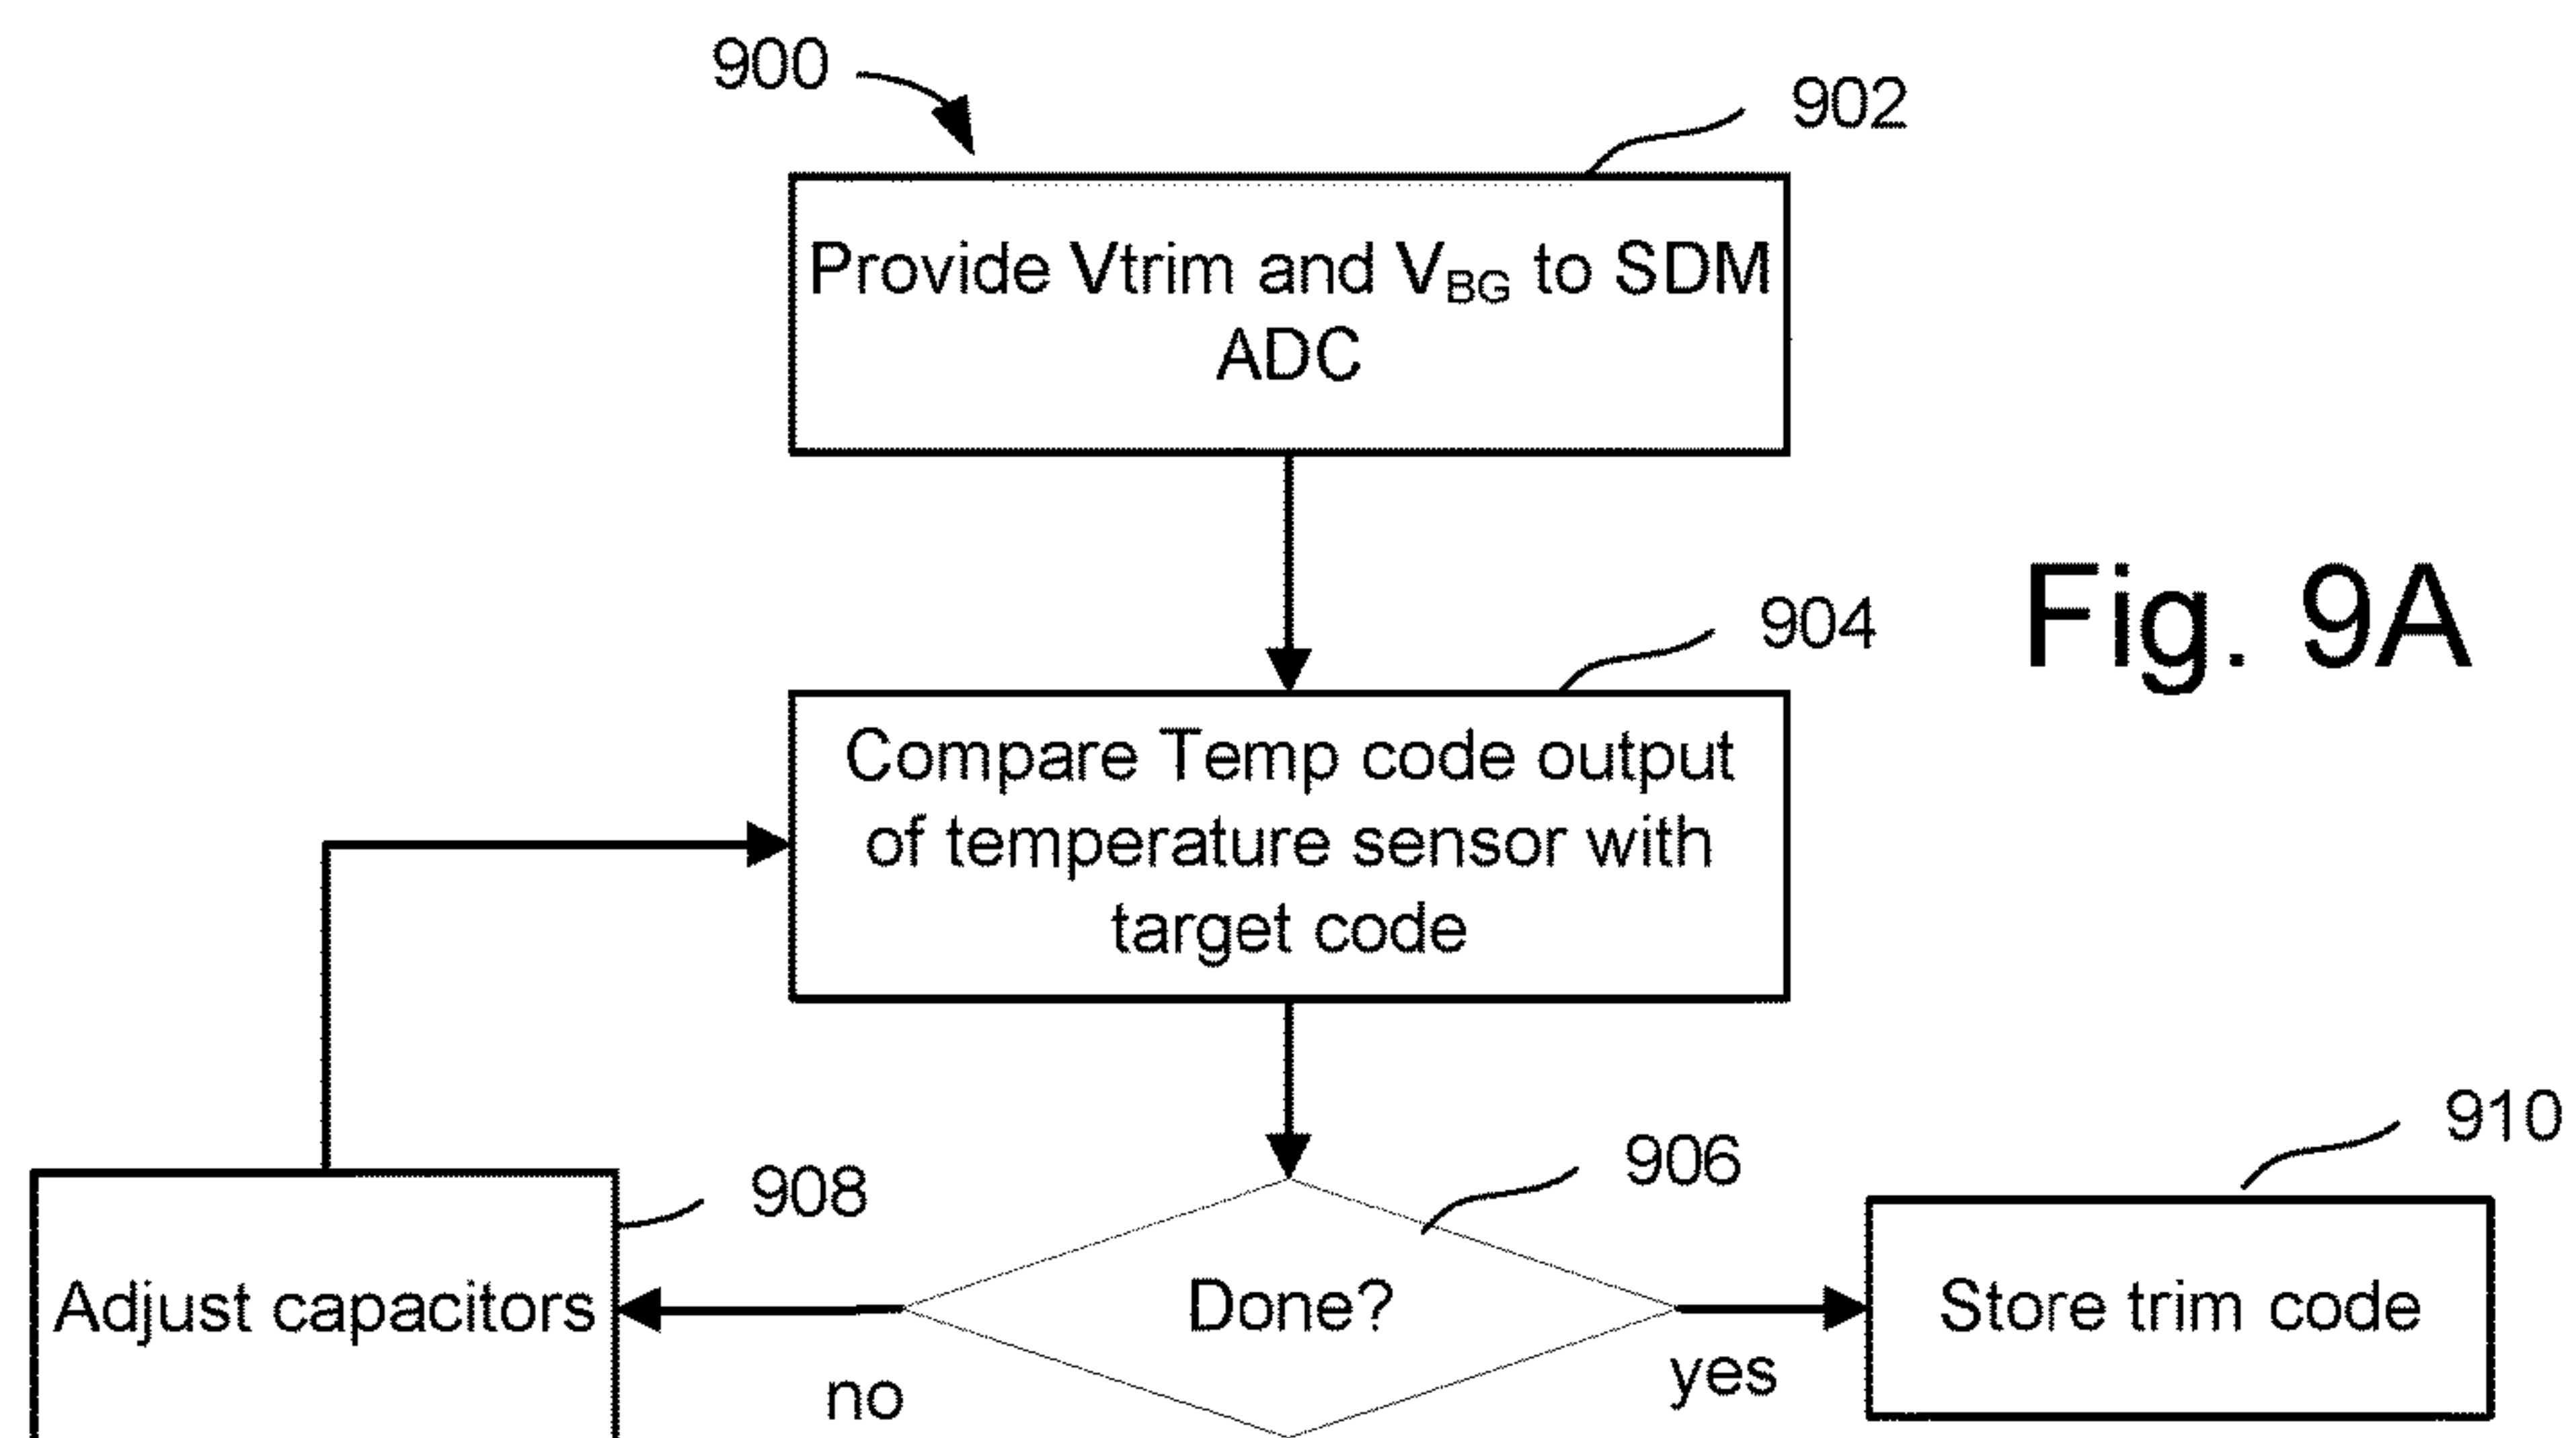 900
902
Provide Vtrim and VBG to SDM
ADC
Fig. 9A
904
Compare Temp code output
of temperature sensor with
target code
906
908
910
Adjust capacitors
Done?
Store trim code
no
yes